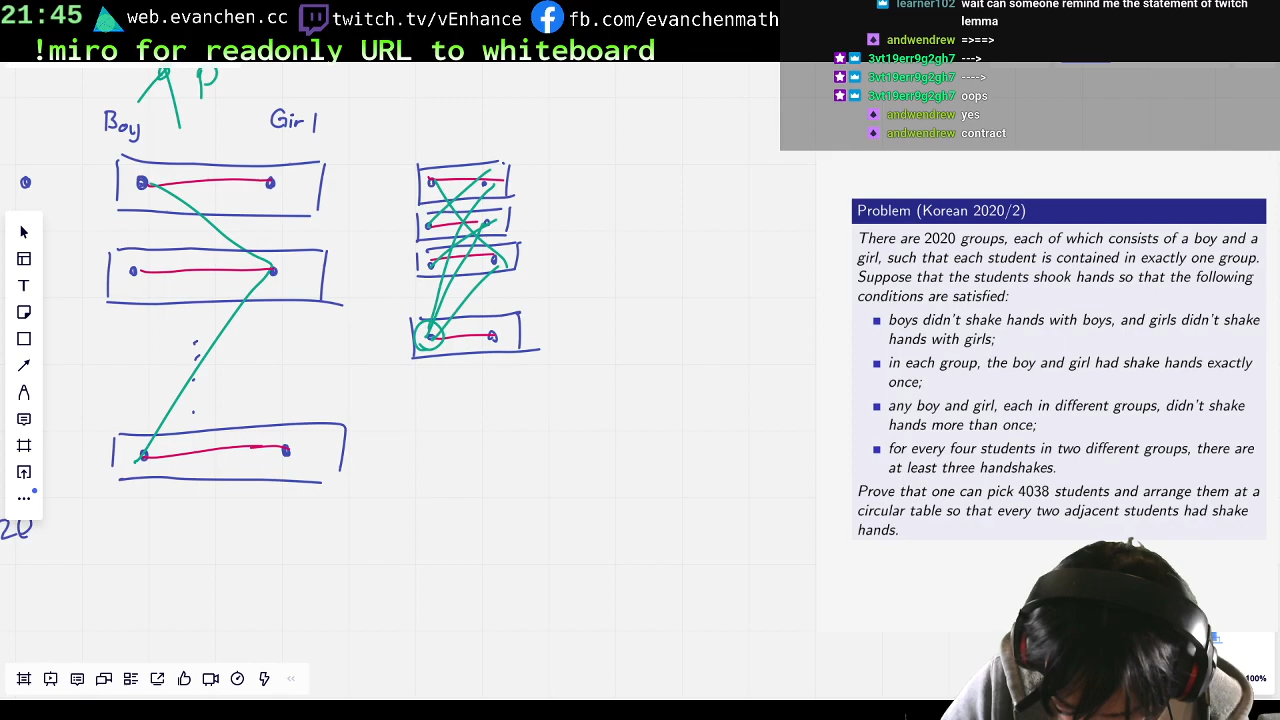 21:45 web.evanchen.cc twitch.tv/vEnhance fb.com/evanchenmath
!miro for readonly URL to whiteboard
learner102 wait can someone remind me the statement of twitch
lemma
andwendrew =>==>
3vt19err9g2gh7 --->
3vt19err9g2gh7 ---->
3vt19err9g2gh7 oops
andwendrew yes
andwendrew contract
Boy Girl
Problem (Korean 2020/2)
There are 2020 groups, each of which consists of a boy and a
girl, such that each student is contained in exactly one group.
Suppose that the students shook hands so that the following
conditions are satisfied:
boys didn't shake hands with boys, and girls didn't shake
hands with girls;
in each group, the boy and girl had shake hands exactly
once;
any boy and girl, each in different groups, didn't shake
hands more than once;
for every four students in two different groups, there are
at least three handshakes.
Prove that one can pick 4038 students and arrange them at a
circular table so that every two adjacent students had shake
hands.
T
100%